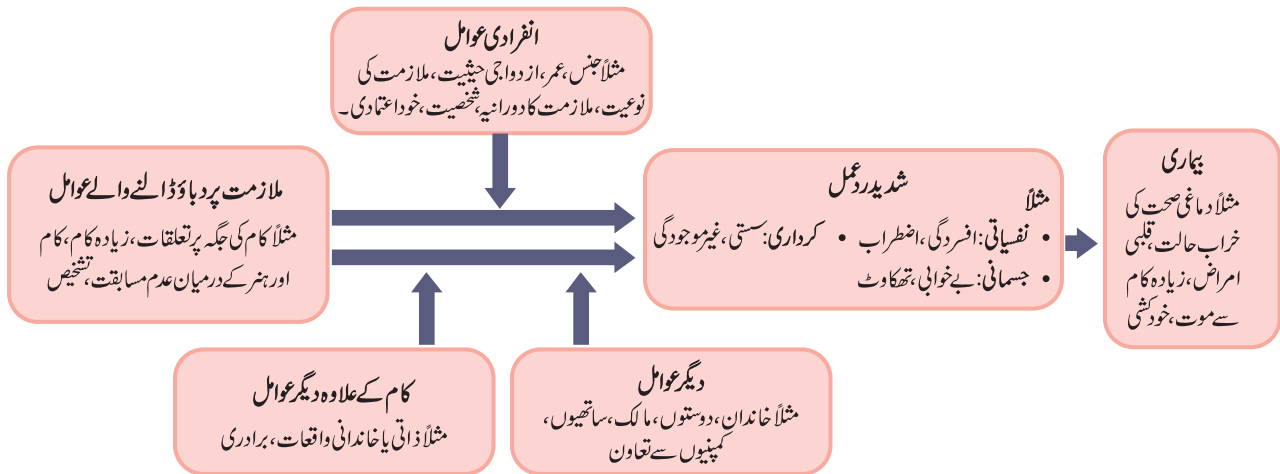 انفرادی عوامل
مثلاً جنس، عمر، ازدواجی حیثیت، ملازمت کی
نوعیت، ملازمت کا دورانیہ، شخصیت، خود اعتمادی۔
ملازمت پر دباؤ ڈالنے والے عوامل
مثلاً کام کی جگہ پر تعلقات، زیادہ کام، کام
اور ہنر کے درمیان عدم مسابقت، تشخیص
شدید ردعمل
مثلاً
• نفسیاتی: افسردگی، اضطراب • کرداری: سستی، غیر موجودگی
• جسمانی: بے خوابی، تھکاوٹ
بیماری
مثلاً دماغی صحت کی
خراب حالت، قلبی
امراض، زیادہ کام
سے موت، خودکشی
کام کے علاوہ دیگر عوامل
مثلاً ذاتی یا خاندانی واقعات، برادری
دیگر عوامل
مثلاً خاندان، دوستوں، مالک، ساتھیوں،
کمپنیوں سے تعاون